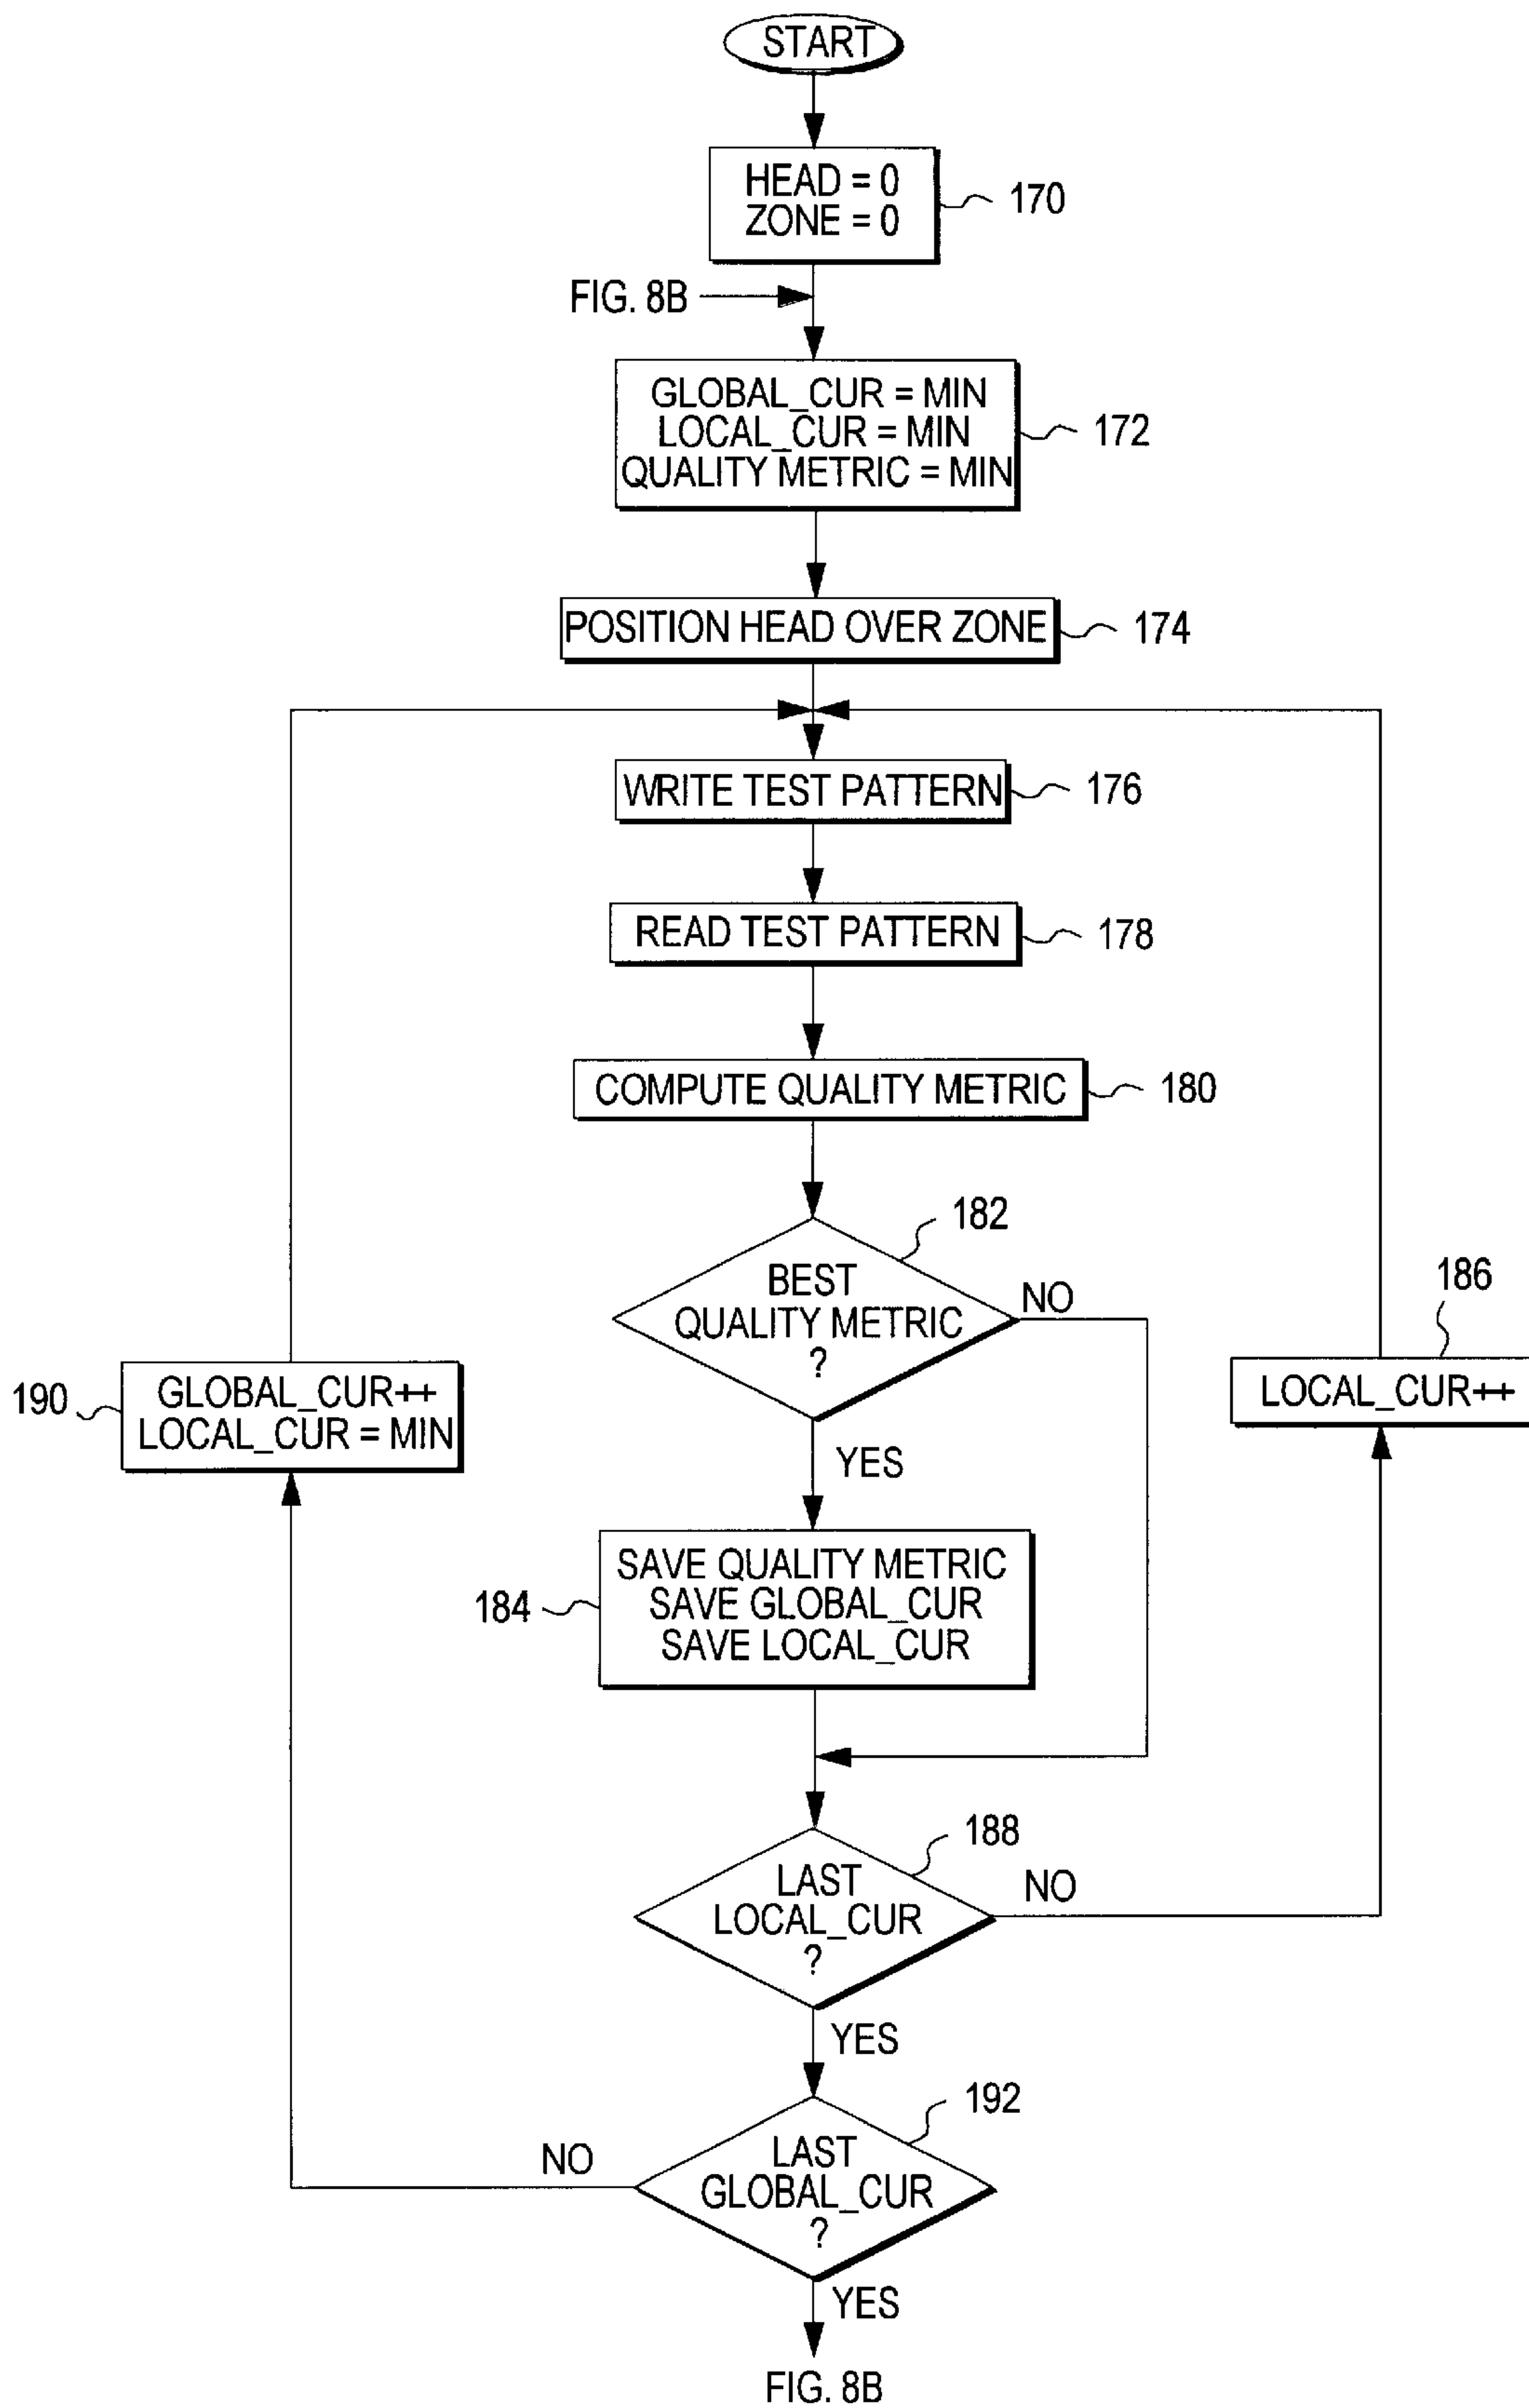 START
HEAD = 0
ZONE = 0
170
FIG. 8B
GLOBAL_CUR = MIN
LOCAL_CUR = MIN
QUALITY METRIC = MIN
172
POSITION HEAD OVER ZONE
174
WRITE TEST PATTERN
176
READ TEST PATTERN
178
COMPUTE QUALITY METRIC
180
182
BEST
QUALITY METRIC
?
NO
YES
186
LOCAL_CUR++
190
GLOBAL_CUR++
LOCAL_CUR = MIN
184
SAVE QUALITY METRIC
SAVE GLOBAL_CUR
SAVE LOCAL_CUR
188
LAST
LOCAL_CUR
?
NO
YES
192
LAST
GLOBAL_CUR
?
NO
YES
FIG. 8B